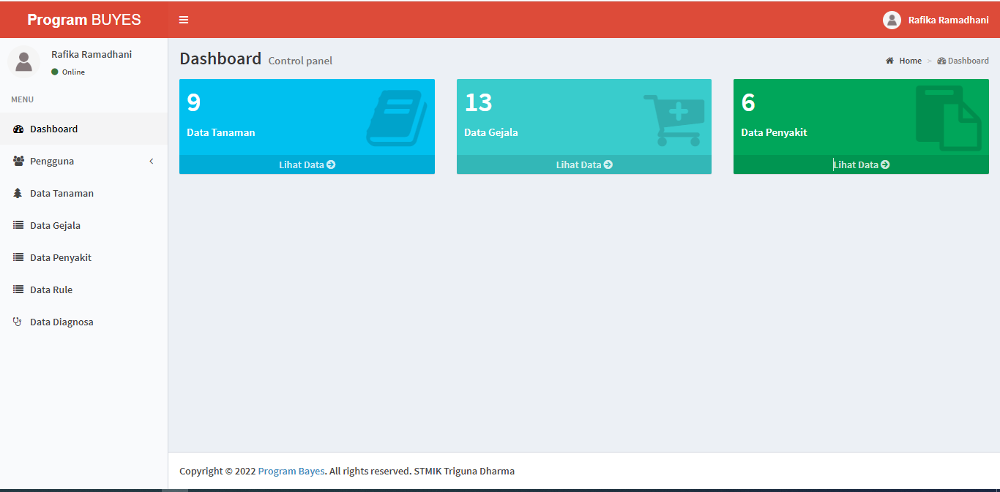 Program BUYES
Rafika Ramadhani
Rafika Ramadhani
Online
MENU
Dashboard
Pengguna
Data Tanaman
Data Gejala
Data Penyakit
Data Rule
Data Diagnosa
Dashboard Control panel
Home > Dashboard
9
Data Tanaman
Lihat Data
13
Data Gejala
Lihat Data
6
Data Penyakit
Lihat Data
Copyright © 2022 Program Bayes. All rights reserved. STMIK Triguna Dharma